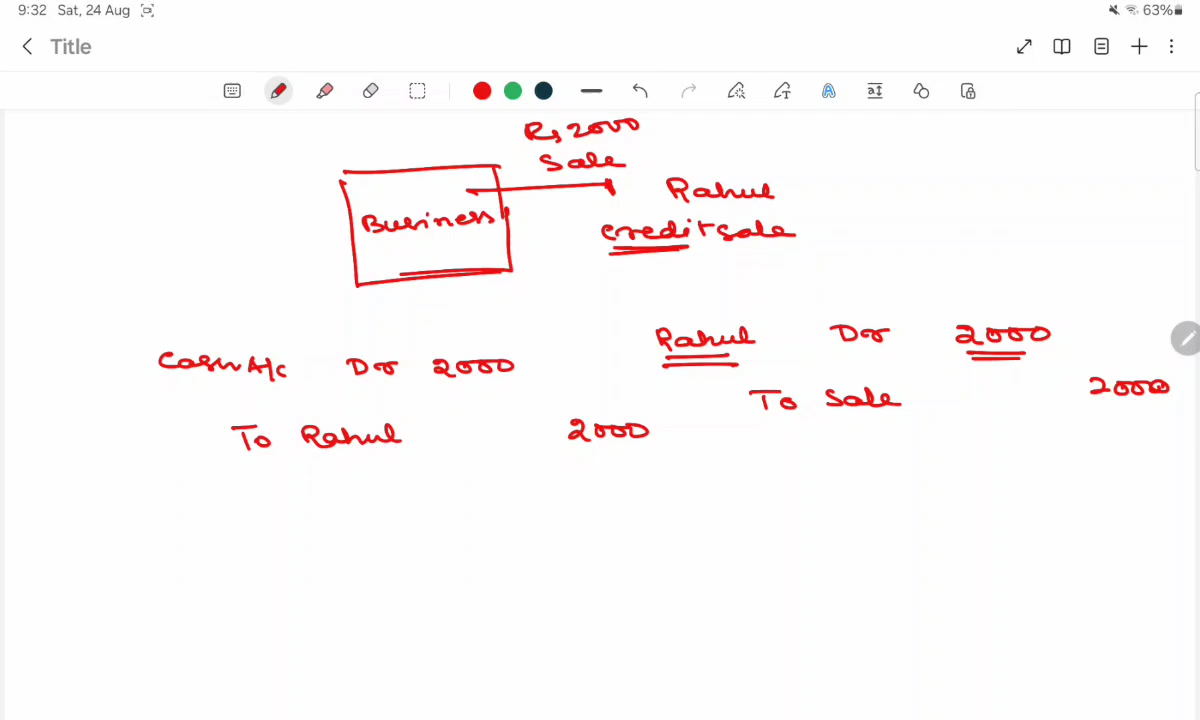 9:32 Sat, 24 Aug 63%
Title
Rs 2000
Sale
Business
Rahul
credit sale
Rahul Dr 2000
To Sale 2000
Cash A/c Dr 2000
To Rahul 2000